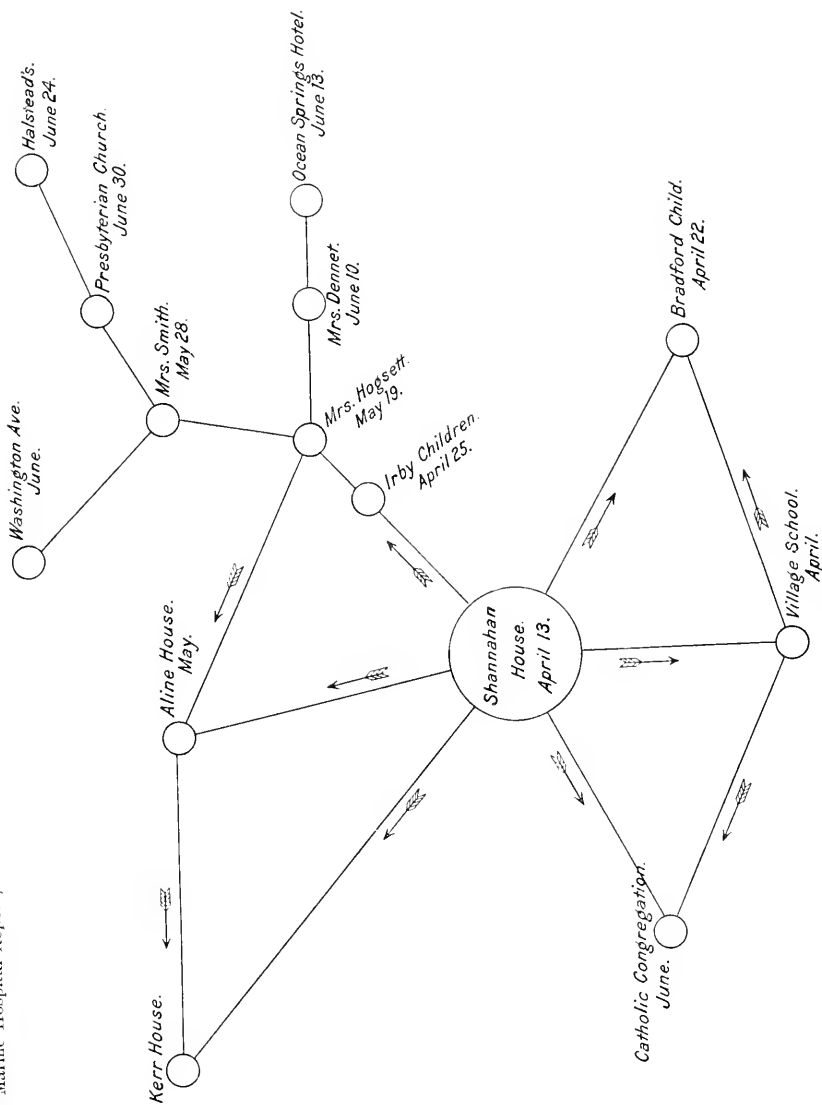 Marine Hospital
Halstead's.
June 24.
Presbyterian Church.
June 30.
Ocean Springs Hotel.
June 13.
Washington Ave.
June.
Mrs. Smith.
May 28.
Mrs. Dennet.
June 10.
Mrs. Hogsett.
May 19.
Irby Children.
April 25.
Aline House.
May.
Kerr House.
Shannahan
House.
April 13.
Bradford Child.
April 22.
Village School.
April.
Catholic Congregation.
June.